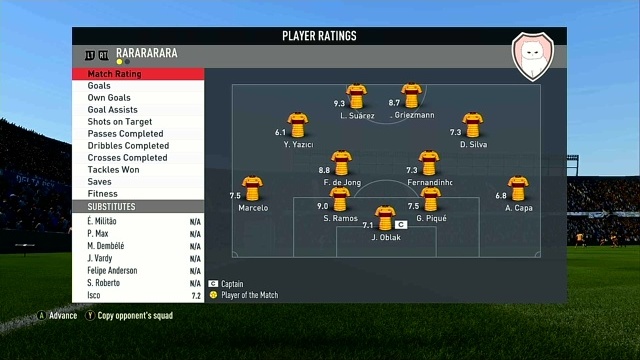 PLAYER RATINGS
LT RT RARARARARA
Match Rating
Goals
Own Goals
Goal Assists
Shots on Target
Passes Completed
Dribbles Completed
Crosses Completed
Tackles Won
Saves
Fitness
SUBSTITUTES
É. Militão N/A
P. Max N/A
M. Dembélé N/A
J. Vardy N/A
Felipe Anderson N/A
S. Roberto N/A
Isco 7.2
9.3 8.7
L. Suárez Griezmann
6.1 7.3
Y. Yazıcı D. Silva
8.8 7.3
F. de Jong Fernandinho
7.5 9.0 7.5 6.8
Marcelo S. Ramos G. Piqué A. Capa
7.1 C
J. Oblak
C Captain
Player of the Match
A Advance Y Copy opponent's squad